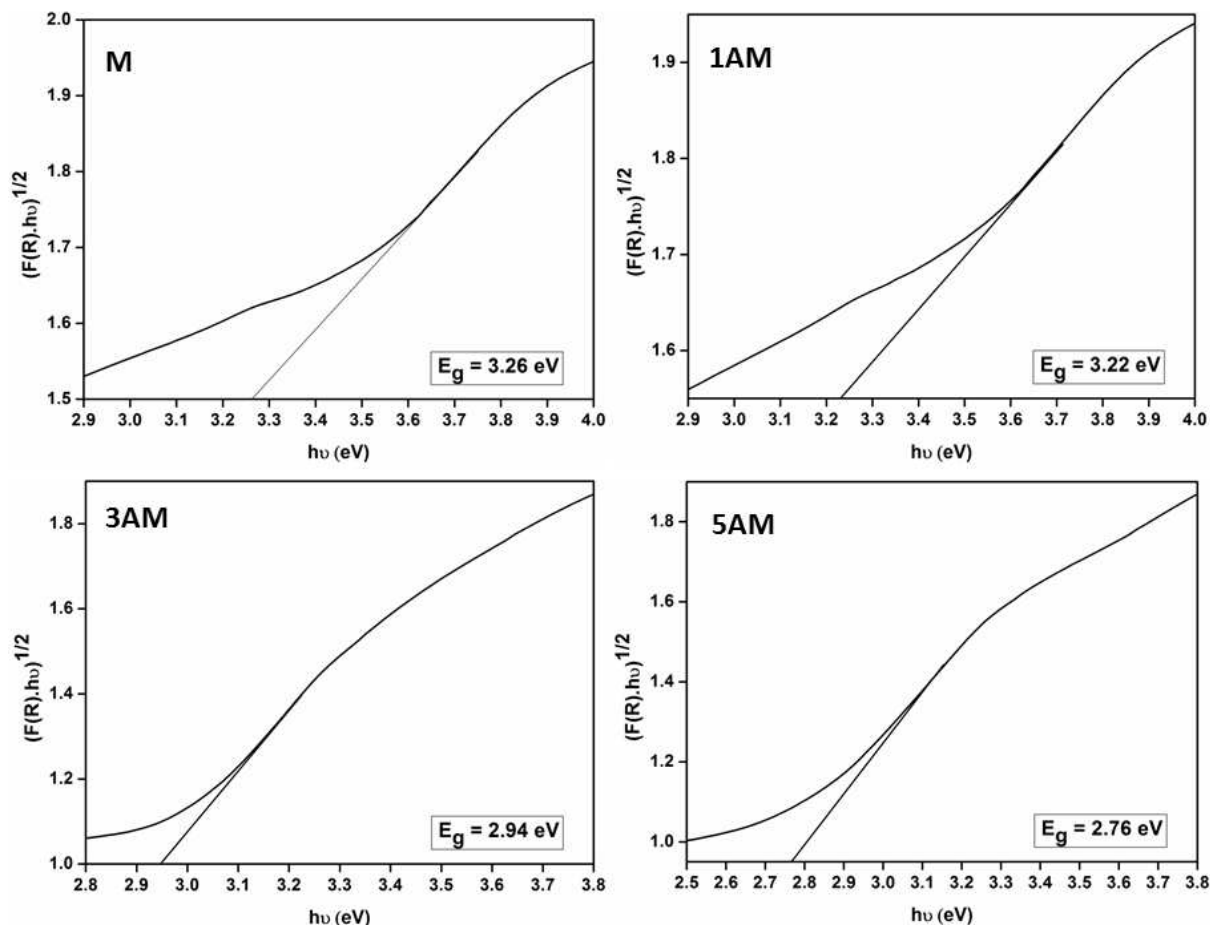 M
2.0
1.9
1.8
1.7
1.6
1.5
(F(R).hυ)1/2
2.9 3.0 3.1 3.2 3.3 3.4 3.5 3.6 3.7 3.8 3.9 4.0
hυ (eV)
Eg = 3.26 eV
1AM
1.9
1.8
1.7
1.6
(F(R).hυ)1/2
2.9 3.0 3.1 3.2 3.3 3.4 3.5 3.6 3.7 3.8 3.9 4.0
hυ (eV)
Eg = 3.22 eV
3AM
1.8
1.6
1.4
1.2
1.0
(F(R).hυ)1/2
2.8 2.9 3.0 3.1 3.2 3.3 3.4 3.5 3.6 3.7 3.8
hυ (eV)
Eg = 2.94 eV
5AM
1.8
1.6
1.4
1.2
1.0
(F(R).hυ)1/2
2.5 2.6 2.7 2.8 2.9 3.0 3.1 3.2 3.3 3.4 3.5 3.6 3.7 3.8
hυ (eV)
Eg = 2.76 eV